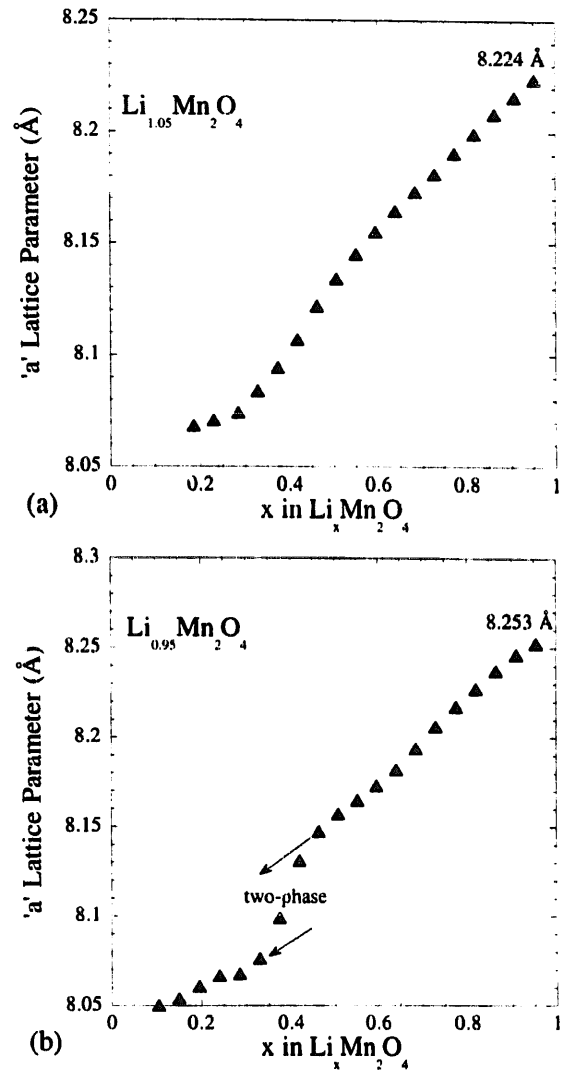 8.25
8.224 Å
Li1.05Mn2O4
8.2
8.15
8.1
8.05
'a' Lattice Parameter (Å)
0 0.2 0.4 0.6 0.8 1
(a)
x in LixMn2O4
8.3
Li0.95Mn2O4
8.253 Å
8.25
8.2
8.15
two-phase
8.1
8.05
'a' Lattice Parameter (Å)
0 0.2 0.4 0.6 0.8 1
(b)
x in LixMn2O4